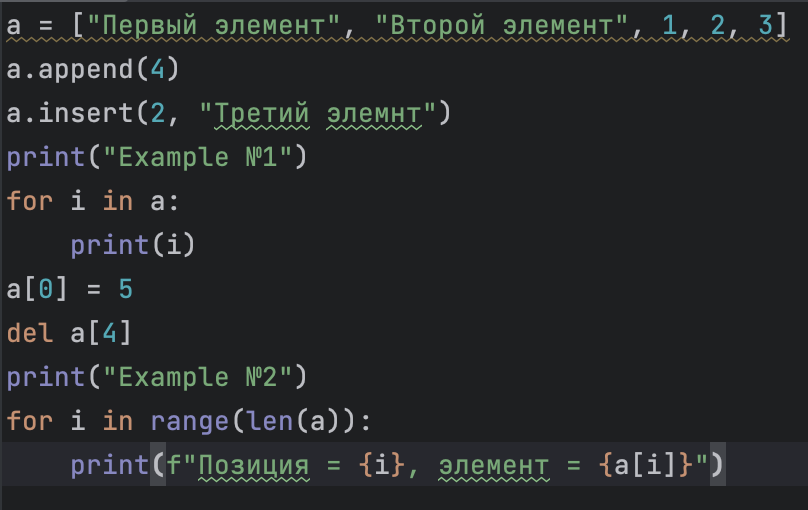 a = ["Первый элемент", "Второй элемент", 1, 2, 3]
a.append(4)
a.insert(2, "Третий элемнт")
print("Example №1")
for i in a:
    print(i)
a[0] = 5
del a[4]
print("Example №2")
for i in range(len(a)):
    print(f"Позиция = {i}, элемент = {a[i]}")